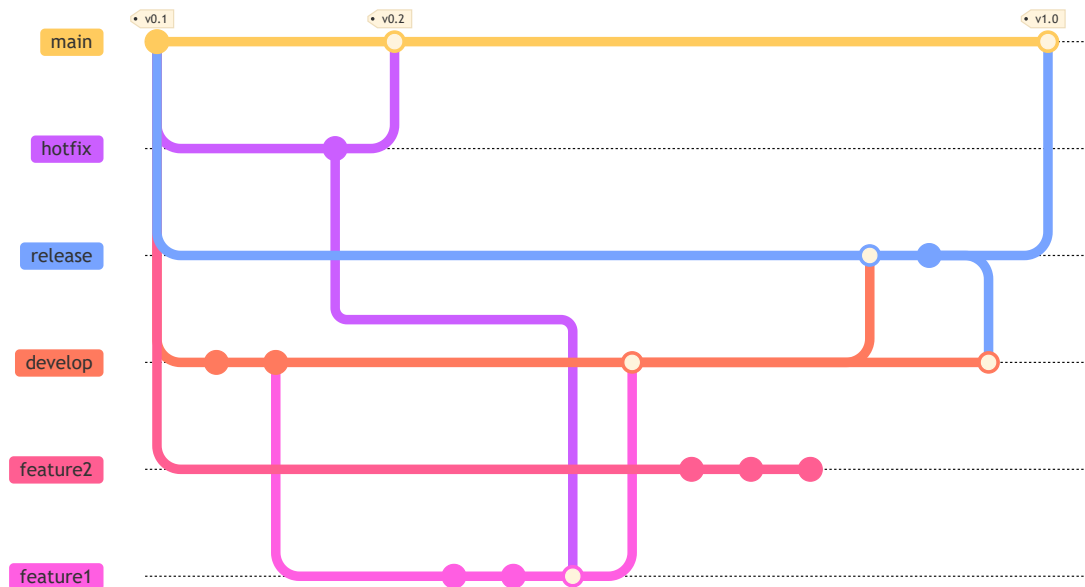 v0.1
v0.2
v1.0
main
hotfix
release
develop
feature2
feature1